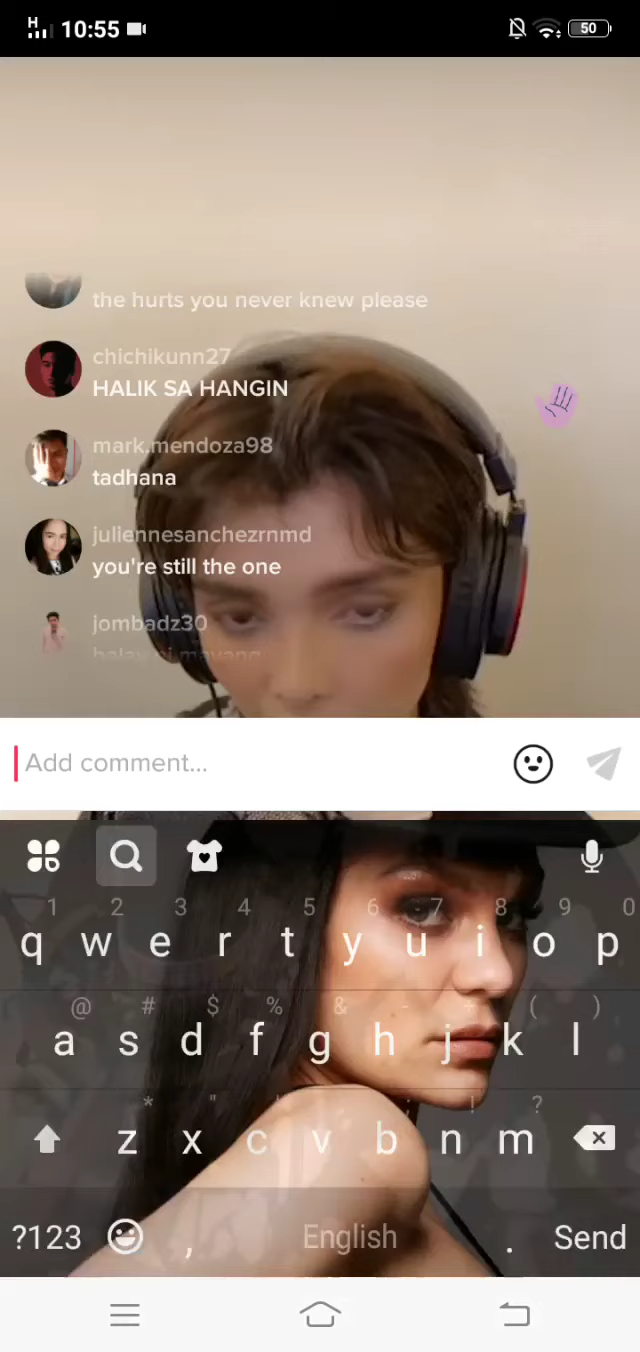 H 10:55 50
the hurts you never knew please
chichikunn27
HALIK SA HANGIN
mark.mendoza98
tadhana
juliennesanchezrnmd
you're still the one
jombadz30
Add comment...
1 2 3 4 5 6 7 8 9 0
q w e r t y u i o p
@ # $ % & - + ( )
a s d f g h j k l
* " ' : ; ! ?
z x c v b n m
?123 , English . Send